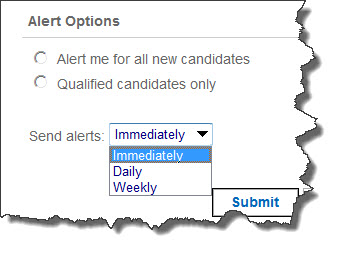 Alert Options
Alert me for all new candidates
Qualified candidates only
Send alerts: Immediately
Immediately
Daily
Weekly
Submit